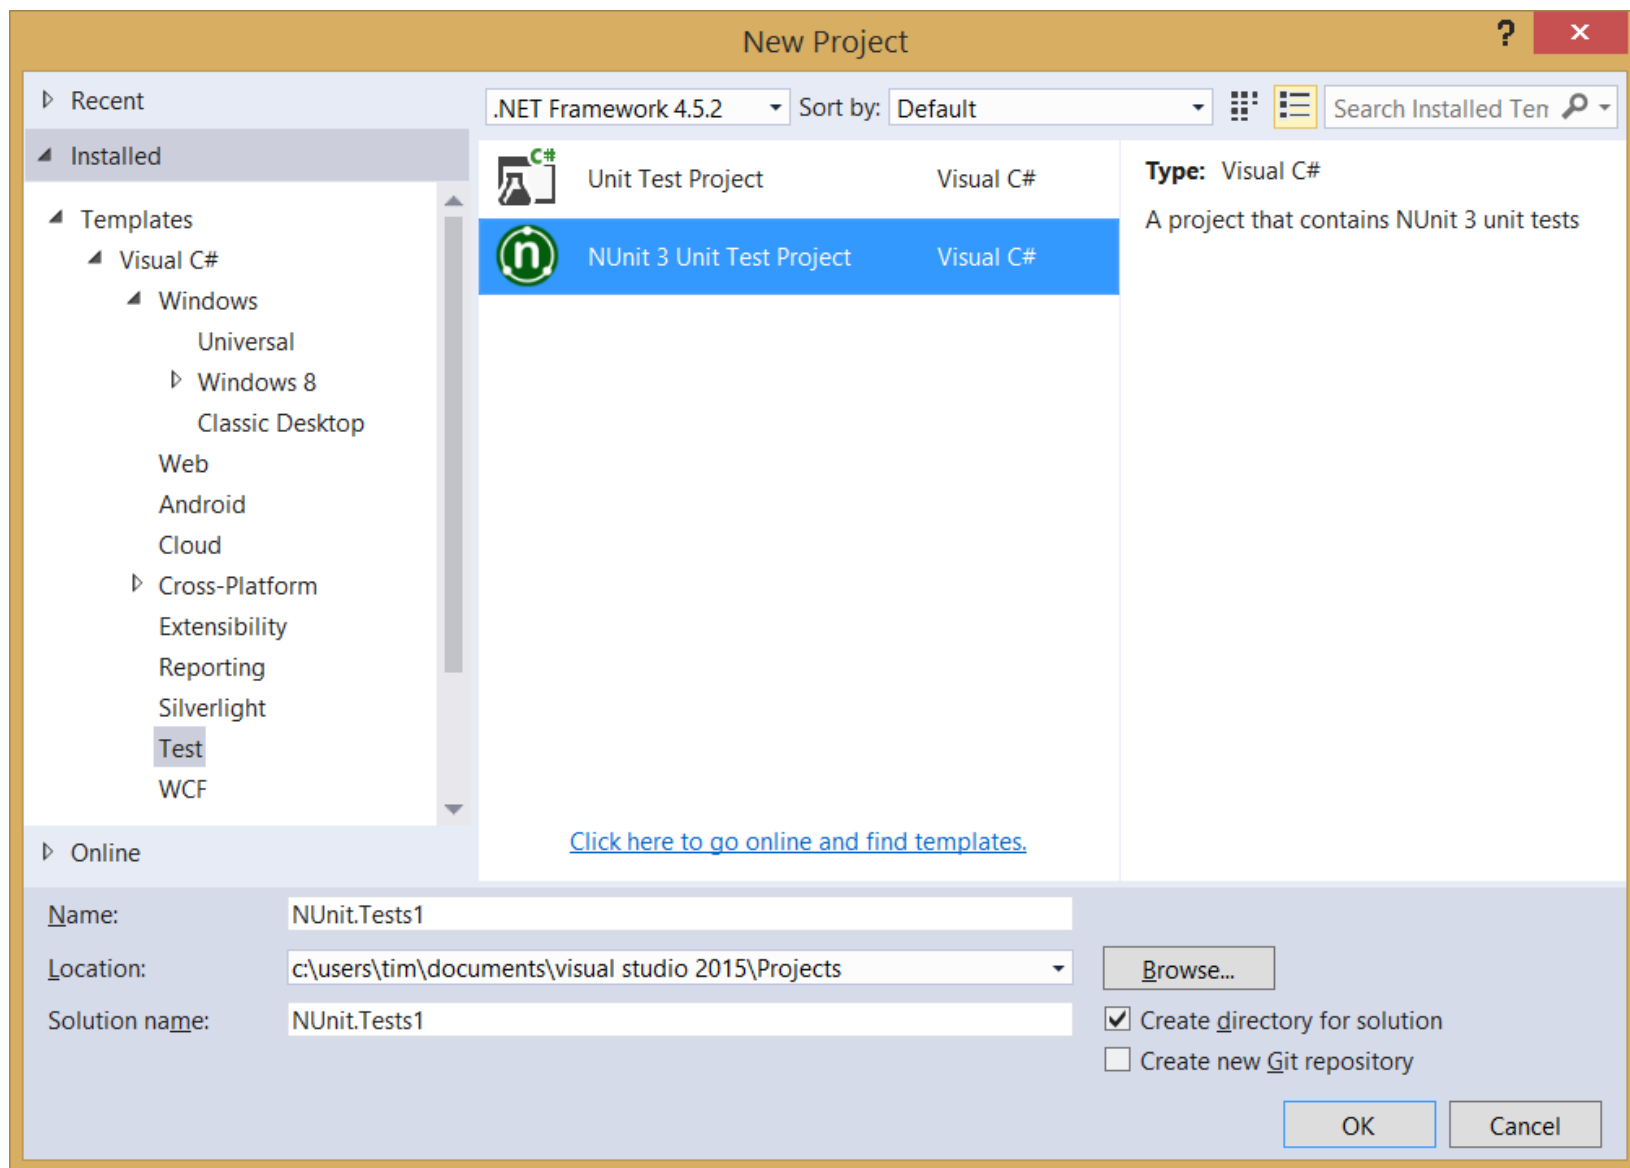 New Project
?
Recent
.NET Framework 4.5.2
Sort by: Default
Search Installed Tem
Installed
Templates
Visual C#
Windows
Universal
Windows 8
Classic Desktop
Web
Android
Cloud
Cross-Platform
Extensibility
Reporting
Silverlight
Test
WCF
Online
C#
Unit Test Project Visual C#
n
NUnit 3 Unit Test Project Visual C#
Click here to go online and find templates.
Type: Visual C#
A project that contains NUnit 3 unit tests
Name: NUnit.Tests1
Location: c:\users\tim\documents\visual studio 2015\Projects
Browse...
Solution name: NUnit.Tests1
Create directory for solution
Create new Git repository
OK Cancel